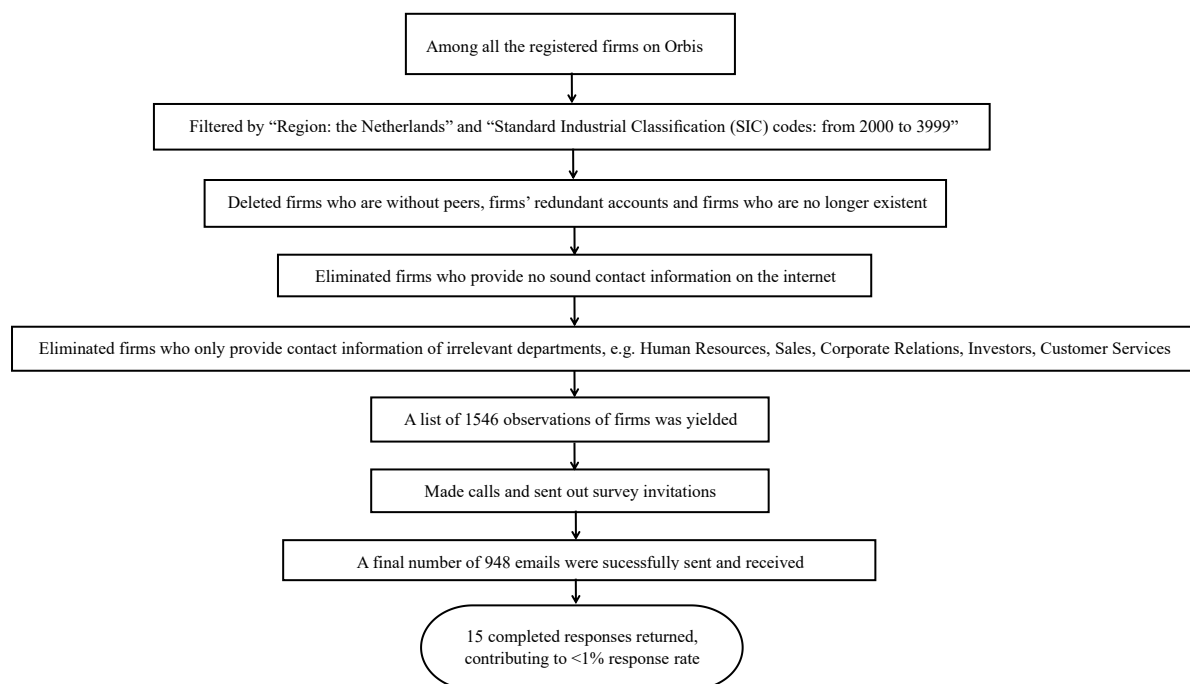 Among all the registered firms on Orbis
Filtered by “Region: the Netherlands” and “Standard Industrial Classification (SIC) codes: from 2000 to 3999”
Deleted firms who are without peers, firms’ redundant accounts and firms who are no longer existent
Eliminated firms who provide no sound contact information on the internet
Eliminated firms who only provide contact information of irrelevant departments, e.g. Human Resources, Sales, Corporate Relations, Investors, Customer Services
A list of 1546 observations of firms was yielded
Made calls and sent out survey invitations
A final number of 948 emails were sucessfully sent and received
15 completed responses returned,
contributing to <1% response rate